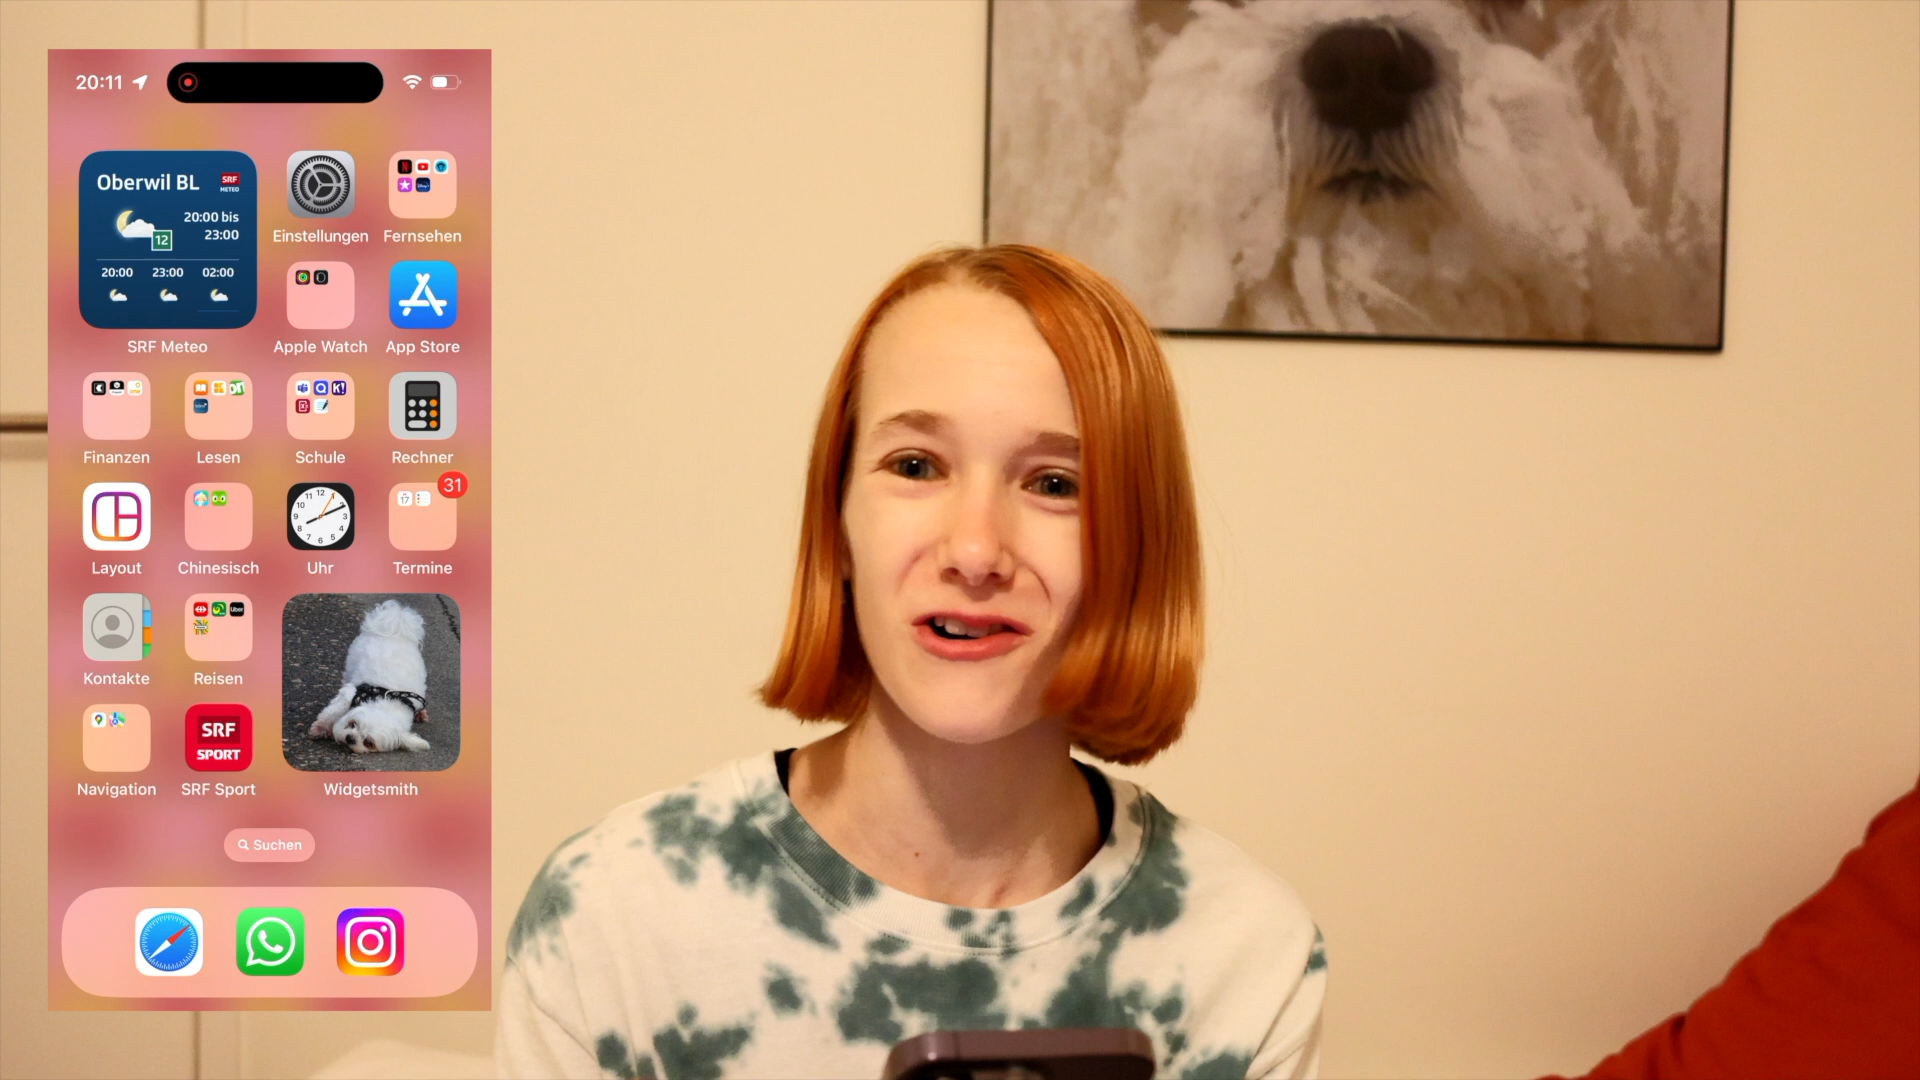 20:11
Oberwil BL
SRF
METEO
20:00 bis
23:00
12
20:00 23:00 02:00
SRF Meteo
Einstellungen
Fernsehen
Apple Watch
App Store
Finanzen
Lesen
Schule
Rechner
Layout
Chinesisch
Uhr
31
17
Termine
Kontakte
Uber
Reisen
Navigation
SRF
SPORT
SRF Sport
Widgetsmith
Suchen